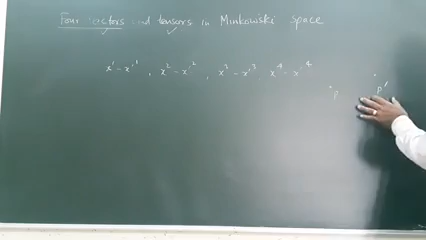 Four vectors and tensors in Minkowski space
x¹ - x'¹ , x² - x'² , x³ - x'³ x⁴ - x'⁴
p p'